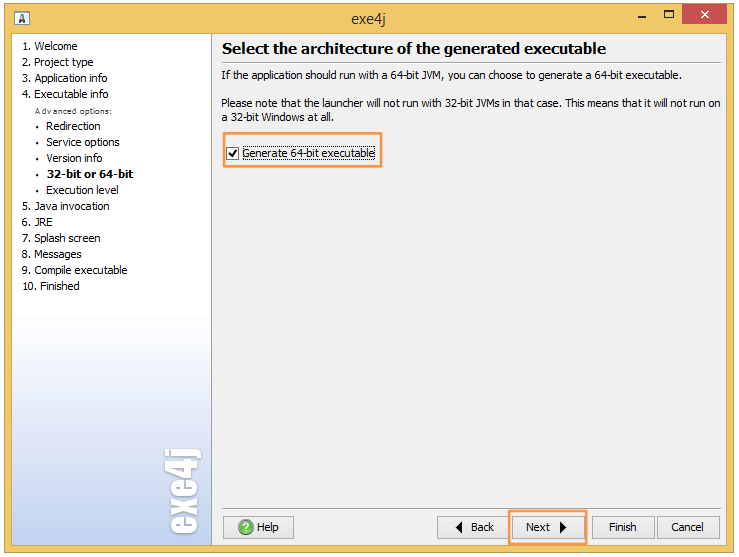 exe4j
1. Welcome
2. Project type
3. Application info
4. Executable info
Advanced options:
• Redirection
• Service options
• Version info
• 32-bit or 64-bit
• Execution level
5. Java invocation
6. JRE
7. Splash screen
8. Messages
9. Compile executable
10. Finished
exe4j
Select the architecture of the generated executable
If the application should run with a 64-bit JVM, you can choose to generate a 64-bit executable.
Please note that the launcher will not run with 32-bit JVMs in that case. This means that it will not run on
a 32-bit Windows at all.
Generate 64-bit executable
? Help
Back
Next
Finish
Cancel